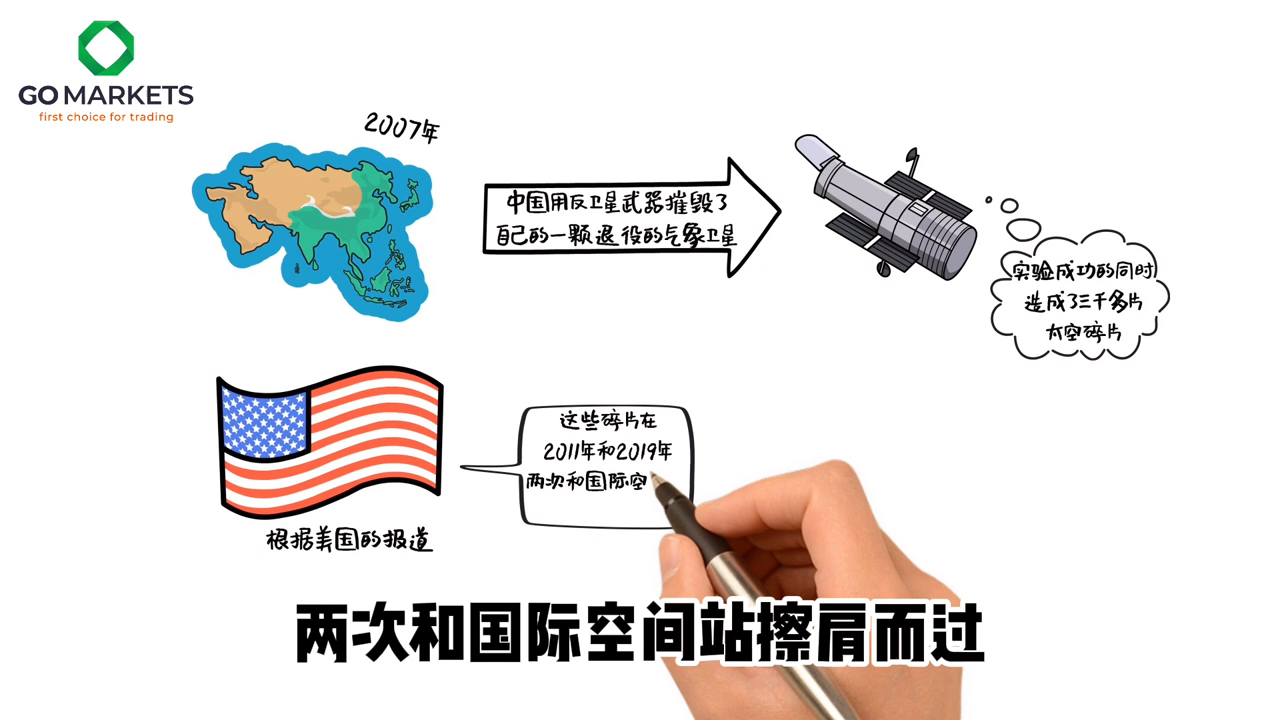 GO MARKETS
first choice for trading
2007年
中国用反卫星武器摧毁了
自己的一颗退役的气象卫星
实验成功的同时
造成了三千多片
太空碎片
这些碎片在
2011年和2019年
两次和国际空
根据美国的报道
两次和国际空间站擦肩而过